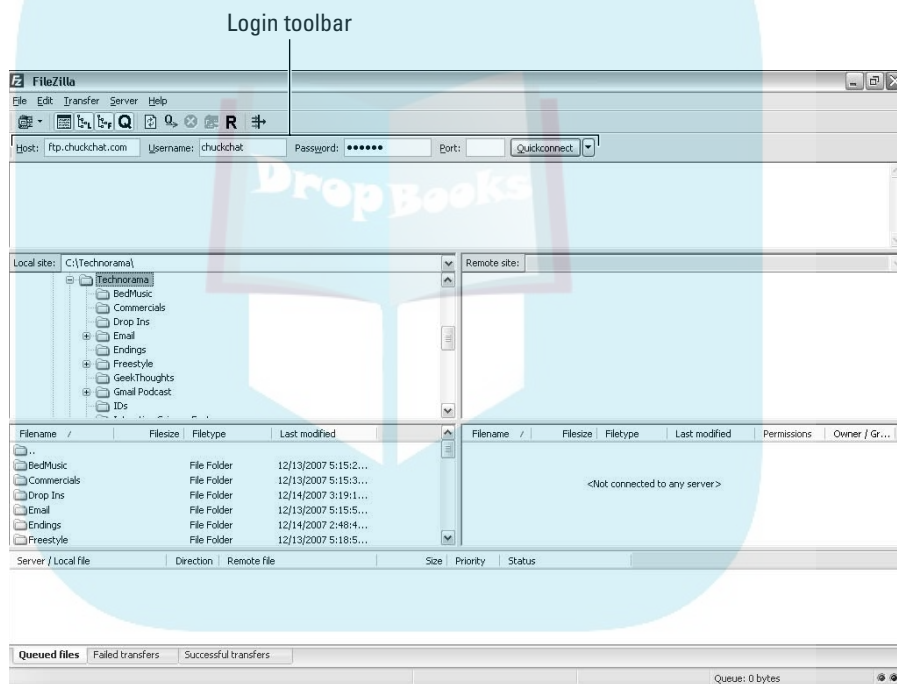 Login toolbar
FileZilla
File Edit Transfer Server Help
Host: ftp.chuckchat.com Username: chuckchat Password: ●●●●●● Port: Quickconnect
DropBooks
Local site: C:\Technorama\ Remote site:
Technorama
BedMusic
Commercials
Drop Ins
Email
Endings
Freestyle
GeekThoughts
Gmail Podcast
IDs
Filename / Filesize Filetype Last modified Filename / Filesize Filetype Last modified Permissions Owner / Gr...
..
BedMusic File Folder 12/13/2007 5:15:2...
Commercials File Folder 12/13/2007 5:15:3...
Drop Ins File Folder 12/14/2007 3:19:1...
Email File Folder 12/13/2007 5:15:5...
Endings File Folder 12/14/2007 2:48:4...
Freestyle File Folder 12/13/2007 5:18:5...
<Not connected to any server>
Server / Local file Direction Remote file Size Priority Status
Queued files Failed transfers Successful transfers
Queue: 0 bytes